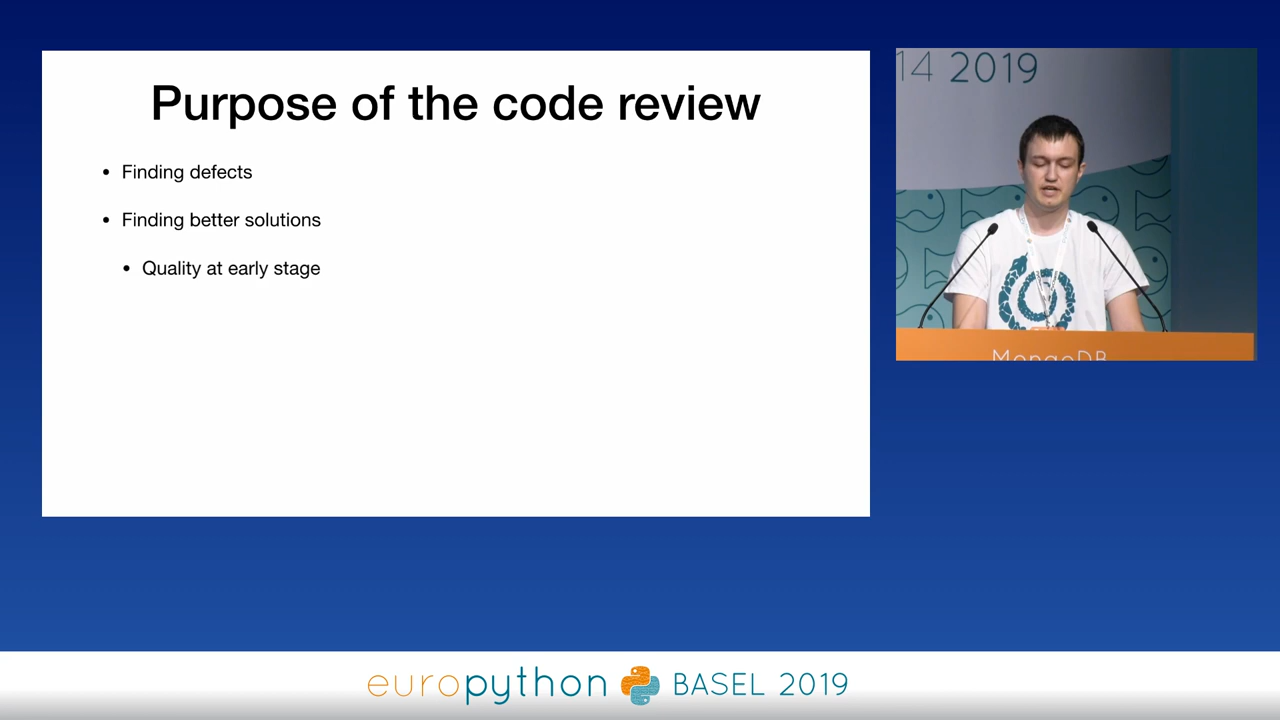 Purpose of the code review
• Finding defects
• Finding better solutions
• Quality at early stage
14 2019
MongoDB
europython BASEL 2019